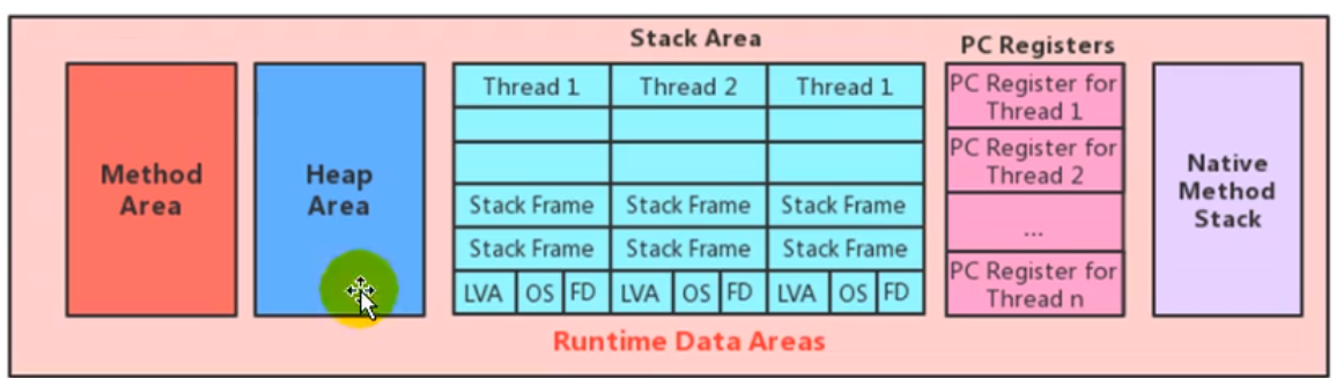 Stack Area
PC Registers
Method
Area
Heap
Area
Thread 1
Thread 2
Thread 1
Stack Frame
Stack Frame
Stack Frame
Stack Frame
Stack Frame
Stack Frame
LVA
OS
FD
LVA
OS
FD
LVA
OS
FD
PC Register for
Thread 1
PC Register for
Thread 2
...
PC Register for
Thread n
Native
Method
Stack
Runtime Data Areas